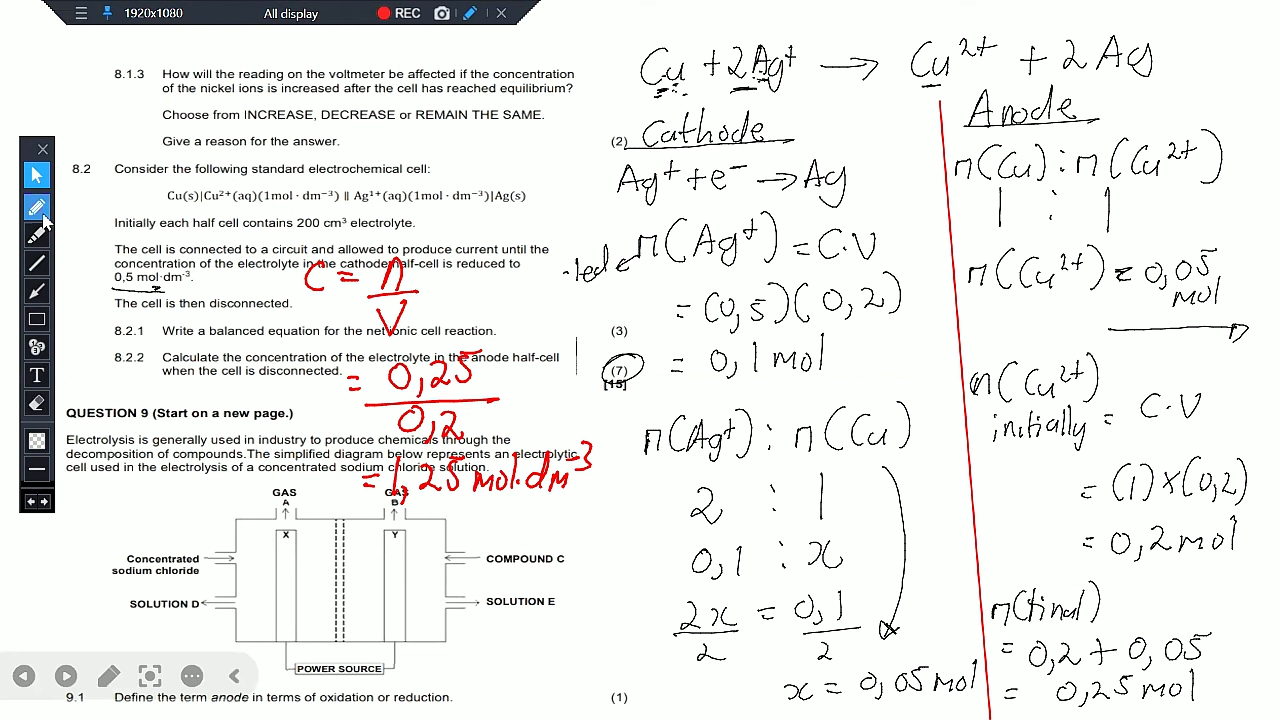 1920x1080 All display REC
8.1.3 How will the reading on the voltmeter be affected if the concentration
of the nickel ions is increased after the cell has reached equilibrium?
Choose from INCREASE, DECREASE or REMAIN THE SAME.
Give a reason for the answer. (2)
8.2 Consider the following standard electrochemical cell:
Cu(s)|Cu²⁺(aq)(1mol · dm⁻³) ∥ Ag¹⁺(aq)(1mol · dm⁻³)|Ag(s)
Initially each half cell contains 200 cm³ electrolyte.
The cell is connected to a circuit and allowed to produce current until the
concentration of the electrolyte in the cathode half-cell is reduced to
0,5 mol·dm⁻³.
The cell is then disconnected.
8.2.1 Write a balanced equation for the net ionic cell reaction. (3)
8.2.2 Calculate the concentration of the electrolyte in the anode half-cell
when the cell is disconnected. (7)
[15]
QUESTION 9 (Start on a new page.)
Electrolysis is generally used in industry to produce chemicals through the
decomposition of compounds.The simplified diagram below represents an electrolytic
cell used in the electrolysis of a concentrated sodium chloride solution.
GAS
A
GAS
B
X
Y
Concentrated
sodium chloride
COMPOUND C
SOLUTION D
SOLUTION E
POWER SOURCE
9.1 Define the term anode in terms of oxidation or reduction. (1)
C = n
V
= 0,25
0,2
= 1,25 mol.dm⁻³
Cu + 2Ag⁺ → Cu²⁺ + 2Ag
Cathode
Ag⁺ + e⁻ → Ag
n(Ag⁺) = C·V
= (0,5)(0,2)
= 0,1 mol
n(Ag⁺) : n(Cu)
2 : 1
0,1 : x
2x = 0,1
2 2
x = 0,05 mol
Anode
n(Cu) : n(Cu²⁺)
1 : 1
n(Cu²⁺) = 0,05
mol
n(Cu²⁺)
initially = C·V
= (1)×(0,2)
= 0,2 mol
n(final)
= 0,2 + 0,05
= 0,25 mol
T